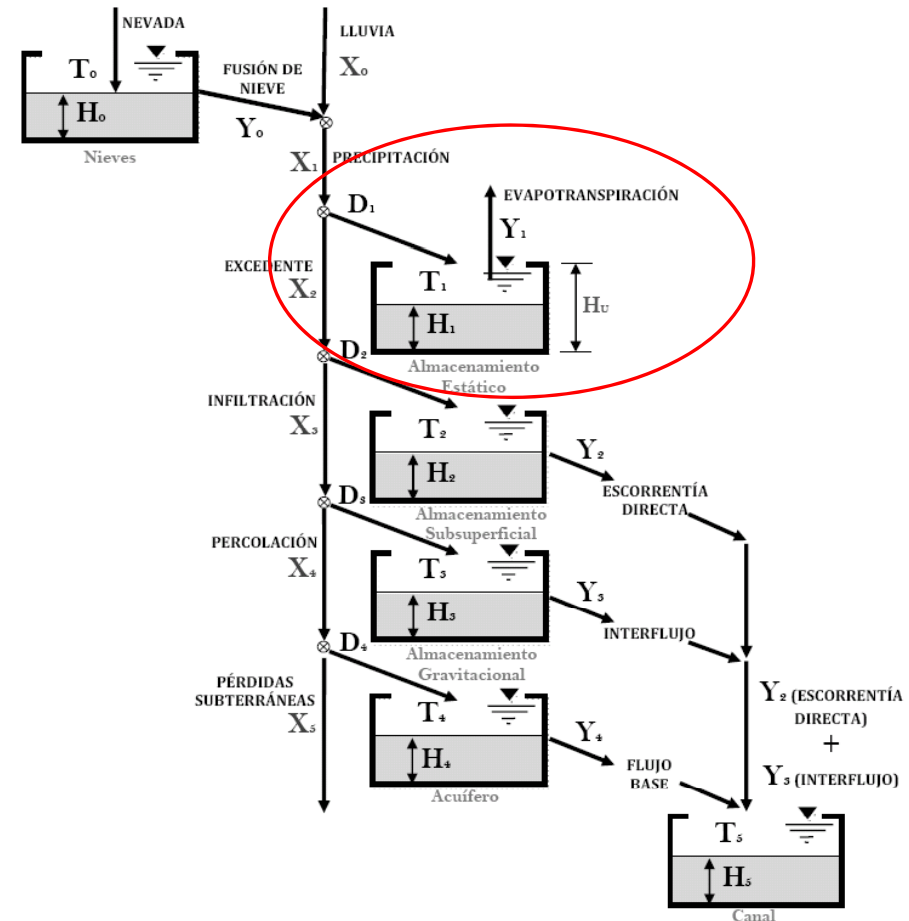 NEVADA
LLUVIA
T₀
X₀
FUSIÓN DE
NIEVE
H₀
Y₀
Nieves
X₁
PRECIPITACIÓN
D₁
EVAPOTRANSPIRACIÓN
Y₁
EXCEDENTE
X₂
T₁
H₁
Hᵤ
D₂
Almacenamiento
Estático
INFILTRACIÓN
X₃
T₂
H₂
Y₂
ESCORRENTÍA
DIRECTA
D₃
Almacenamiento
Subsuperficial
PERCOLACIÓN
X₄
T₃
H₃
Y₃
INTERFLUJO
D₄
Almacenamiento
Gravitacional
PÉRDIDAS
SUBTERRÁNEAS
X₅
T₄
H₄
Y₄
FLUJO
BASE
Acuífero
Y₂ (ESCORRENTÍA
DIRECTA)
+
Y₃ (INTERFLUJO)
T₅
H₅
Canal